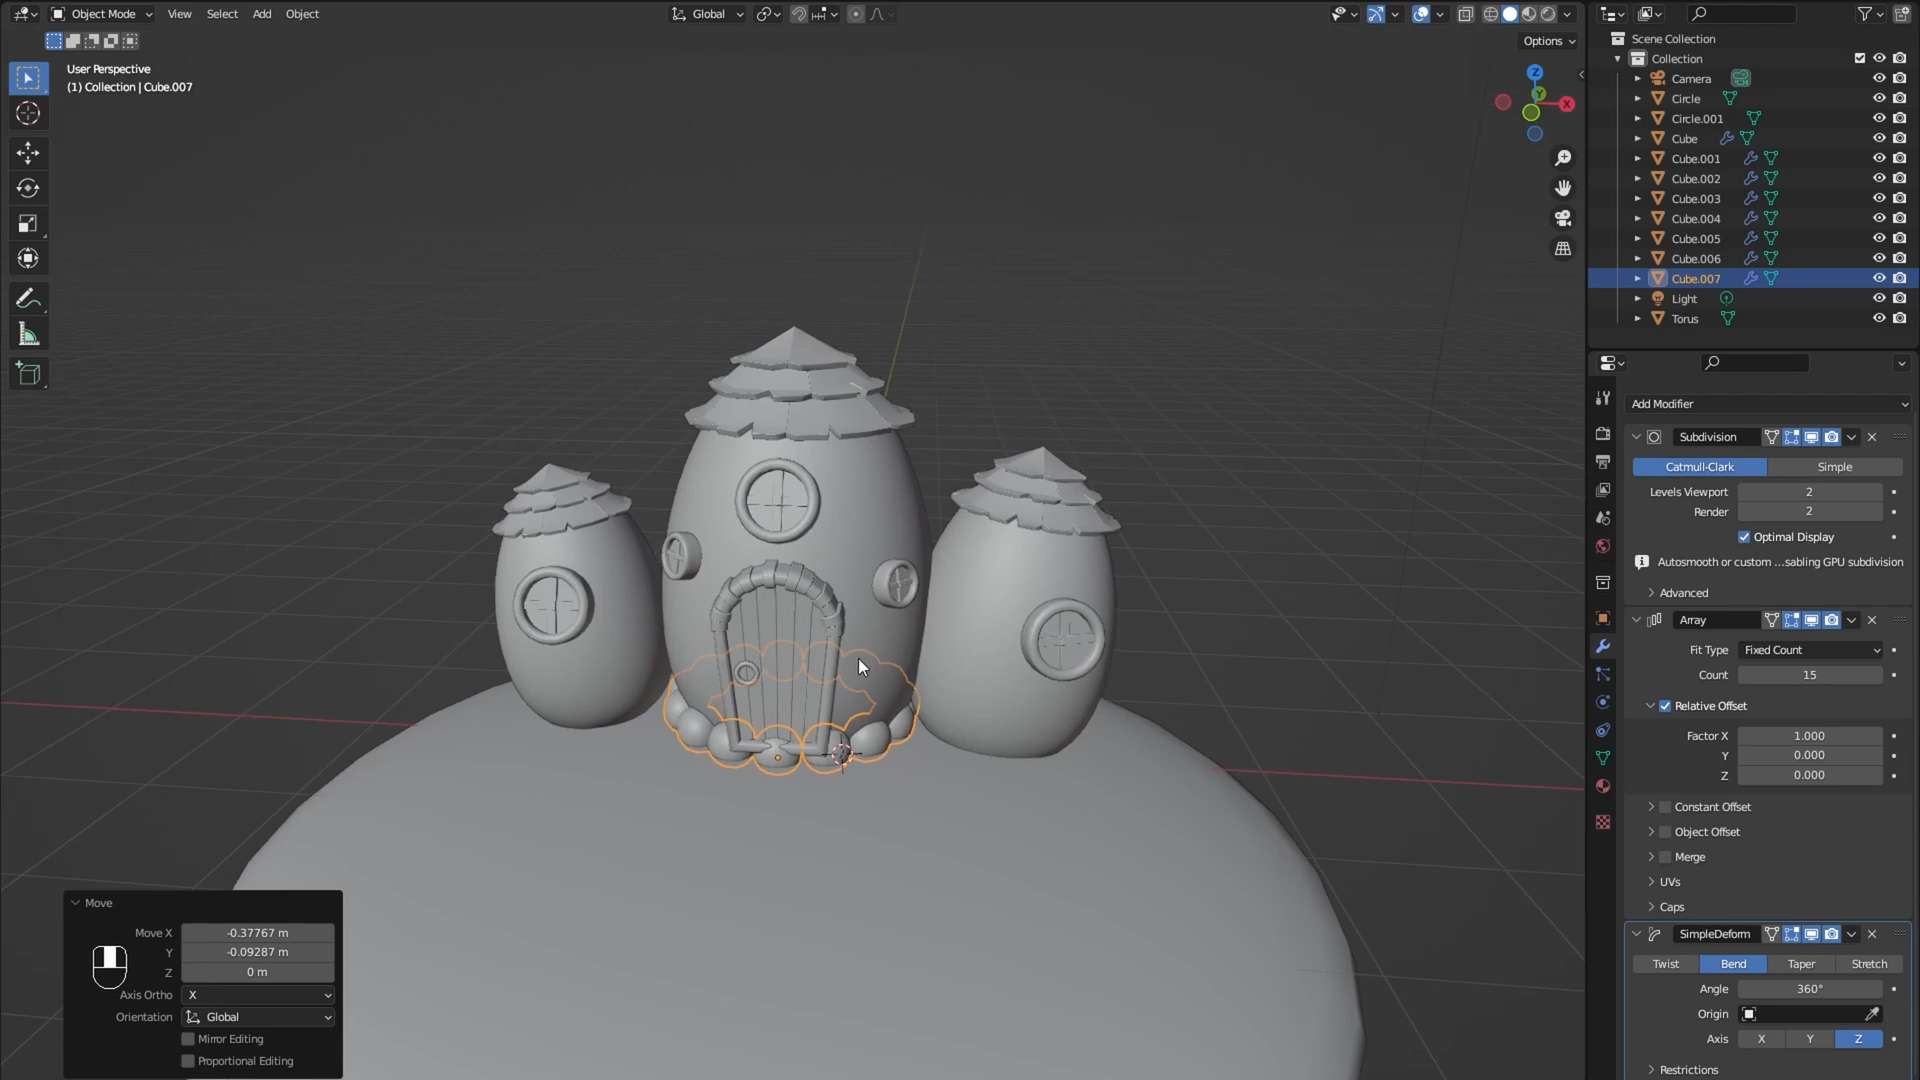 Object Mode View Select Add Object Global
Options
User Perspective
(1) Collection | Cube.007
Z
Y
X
Scene Collection
Collection
Camera
Circle
Circle.001
Cube
Cube.001
Cube.002
Cube.003
Cube.004
Cube.005
Cube.006
Cube.007
Light
Torus
Add Modifier
Subdivision
Catmull-Clark Simple
Levels Viewport 2
Render 2
Optimal Display
Autosmooth or custom ...sabling GPU subdivision
Advanced
Array
Fit Type Fixed Count
Count 15
Relative Offset
Factor X 1.000
Y 0.000
Z 0.000
Constant Offset
Object Offset
Merge
UVs
Caps
SimpleDeform
Twist Bend Taper Stretch
Angle 360°
Origin
Axis X Y Z
Restrictions
Move
Move X -0.37767 m
Y -0.09287 m
Z 0 m
Axis Ortho X
Orientation Global
Mirror Editing
Proportional Editing